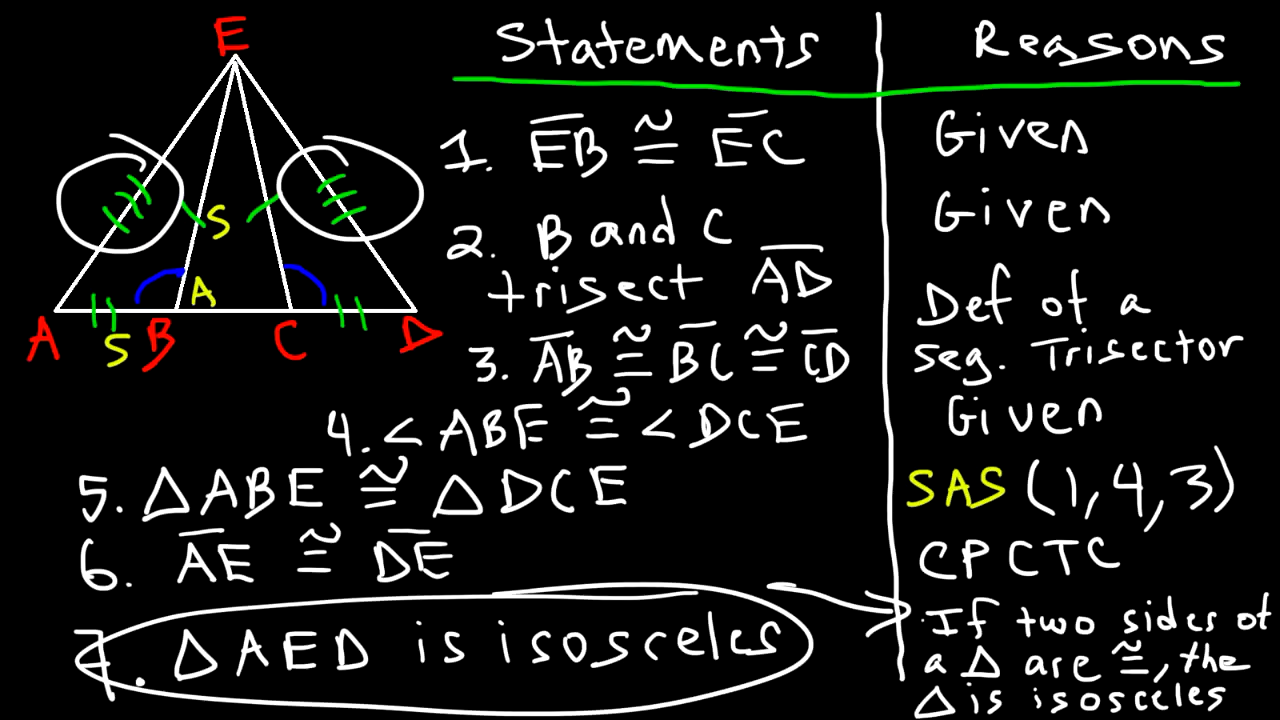 E
S
A
S
A B C D
Statements
Reasons
1. EB ≅ EC
Given
2. B and C
trisect AD
Given
3. AB ≅ BC ≅ CD
Def of a
seg. Trisector
4. < ABE ≅ < DCE
Given
5. △ABE ≅ △DCE
SAS (1, 4, 3)
6. AE ≅ DE
CPCTC
7. △AED is isosceles
If two sides of
a △ are ≅, the
△ is isosceles